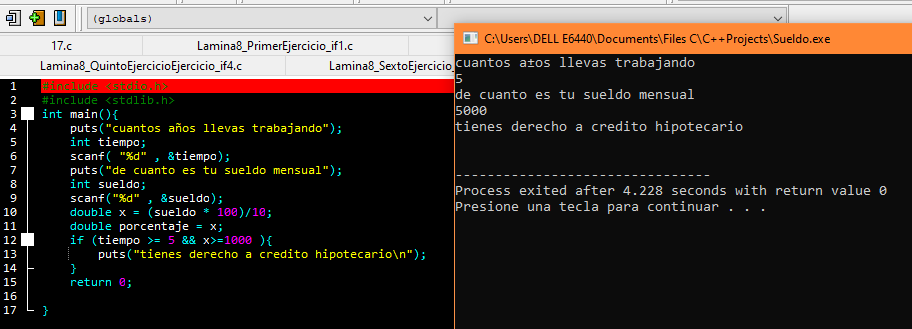 (globals)
17.c
Lamina8_PrimerEjercicio_if1.c
Lamina8_QuintoEjercicioEjercicio_if4.c
Lamina8_SextoEjercicio_
1 #include <stdio.h>
2 #include <stdlib.h>
3 int main(){
4 puts("cuantos años llevas trabajando");
5 int tiempo;
6 scanf( "%d" , &tiempo);
7 puts("de cuanto es tu sueldo mensual");
8 int sueldo;
9 scanf("%d" , &sueldo);
10 double x = (sueldo * 100)/10;
11 double porcentaje = x;
12 if (tiempo >= 5 && x>=1000 ){
13 puts("tienes derecho a credito hipotecario\n");
14 }
15 return 0;
16
17 }
C:\Users\DELL E6440\Documents\Files C\C++Projects\Sueldo.exe
cuantos a±os llevas trabajando
5
de cuanto es tu sueldo mensual
5000
tienes derecho a credito hipotecario
--------------------------------
Process exited after 4.228 seconds with return value 0
Presione una tecla para continuar . . .